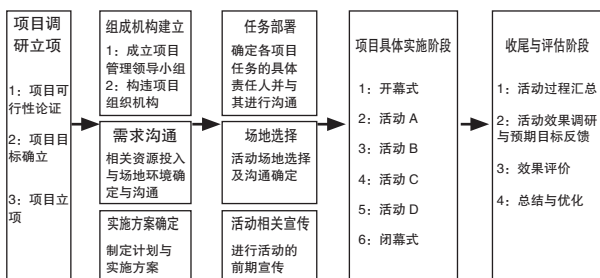 项目调
研立项
1：项目可
行性论证
2：项目目
标确立
3：项目立
项
组成机构建立
1：成立项目
管理领导小组
2：构违项目
组织机构
需求沟通
相关资源投入
与场地环境确
定与沟通
实施方案确定
制定计划与
实施方案
任务部署
确定各项目
任务的具体
责任人并与
其进行沟通
场地选择
活动场地选择
及沟通确定
活动相关宣传
进行活动的
前期宣传
项目具体实施阶段
1：开幕式
2：活动 A
3：活动 B
4：活动 C
5：活动 D
6：闭幕式
收尾与评估阶段
1：活动过程汇总
2：活动效果调研
与预期目标反馈
3：效果评价
4：总结与优化